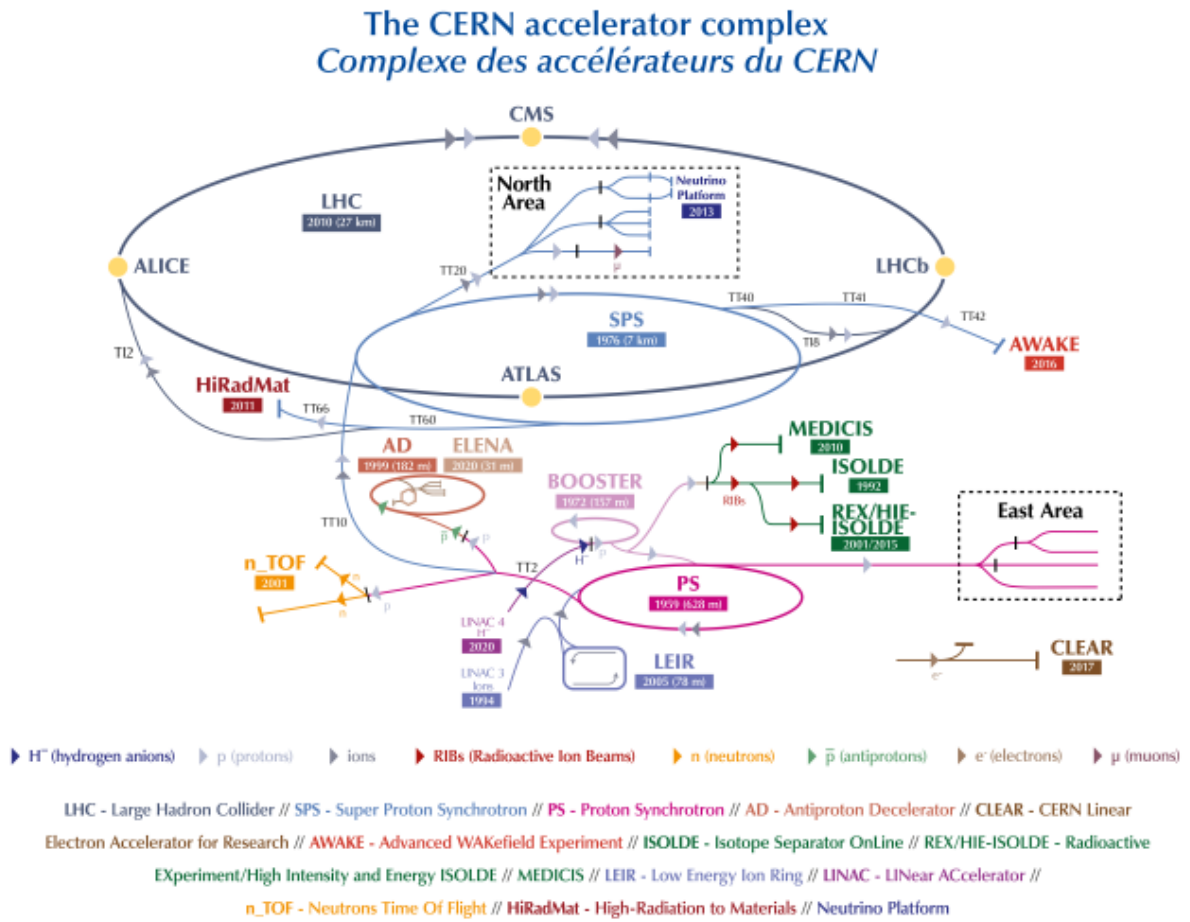 The CERN accelerator complex
Complexe des accélérateurs du CERN
CMS
North
Area
Neutrino
Platform
2013
LHC
2010 (27 km)
ALICE
TT20
μ
LHCb
SPS
1976 (7 km)
TT40
TT41
TT42
TI8
AWAKE
2016
TI2
ATLAS
HiRadMat
2011
TT66
TT60
AD
1999 (182 m)
ELENA
2020 (31 m)
BOOSTER
1972 (157 m)
MEDICIS
2010
ISOLDE
1992
RIBs
REX/HIE-
ISOLDE
2001/2015
East Area
TT10
p̅
p
H⁻
p
n_TOF
2001
n
n
p
TT2
PS
1959 (628 m)
LINAC 4
H⁻
2020
LINAC 3
Ions
1994
LEIR
2005 (78 m)
CLEAR
2017
e⁻
H⁻ (hydrogen anions) p (protons) ions RIBs (Radioactive Ion Beams) n (neutrons) p̅ (antiprotons) e⁻ (electrons) μ (muons)
LHC - Large Hadron Collider // SPS - Super Proton Synchrotron // PS - Proton Synchrotron // AD - Antiproton Decelerator // CLEAR - CERN Linear
Electron Accelerator for Research // AWAKE - Advanced WAKefield Experiment // ISOLDE - Isotope Separator OnLine // REX/HIE-ISOLDE - Radioactive
EXperiment/High Intensity and Energy ISOLDE // MEDICIS // LEIR - Low Energy Ion Ring // LINAC - LINear ACcelerator //
n_TOF - Neutrons Time Of Flight // HiRadMat - High-Radiation to Materials // Neutrino Platform